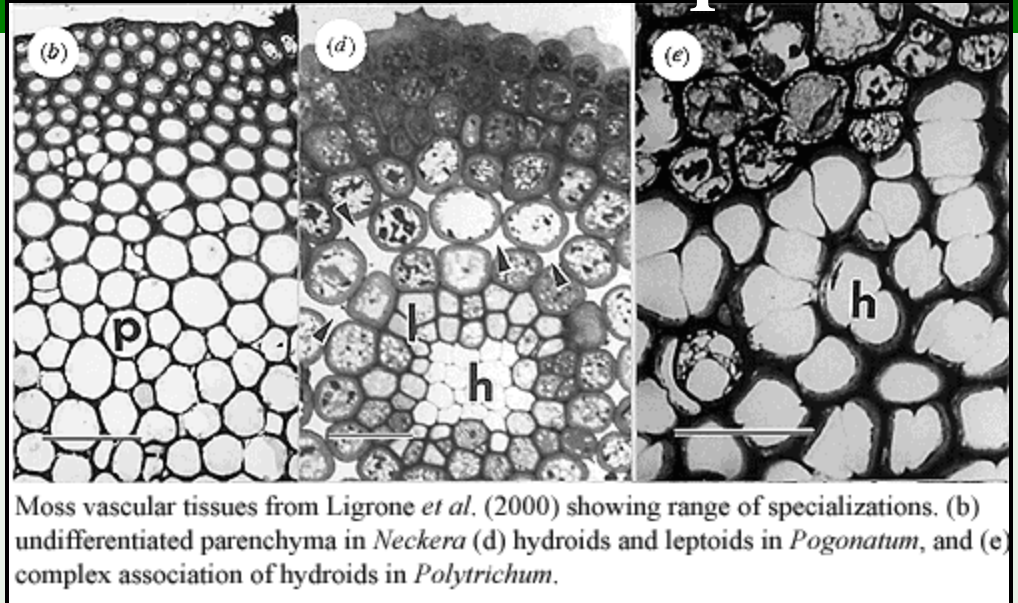 (b)
(d)
(e)
p
l
h
h
Moss vascular tissues from Ligrone et al. (2000) showing range of specializations. (b)
undifferentiated parenchyma in Neckera (d) hydroids and leptoids in Pogonatum, and (e)
complex association of hydroids in Polytrichum.